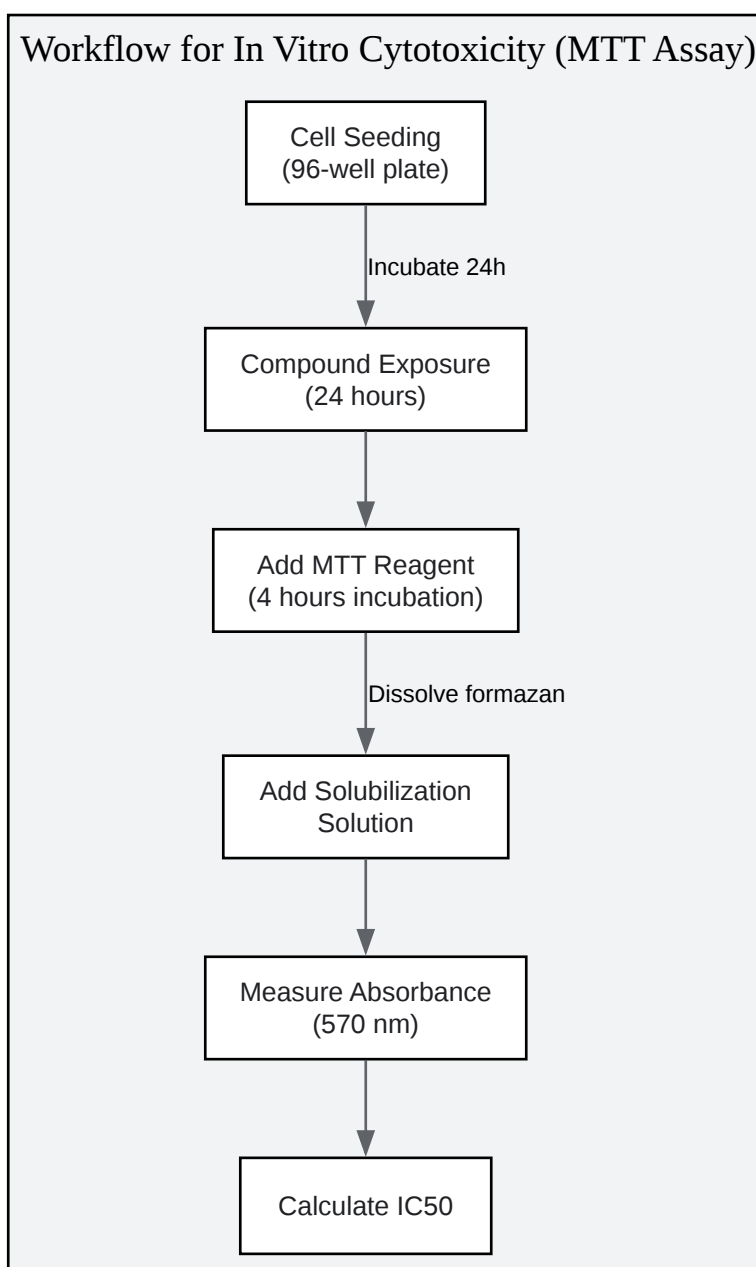 Workflow for In Vitro Cytotoxicity (MTT Assay)
Cell Seeding
(96-well plate)
Incubate 24h
Compound Exposure
(24 hours)
Add MTT Reagent
(4 hours incubation)
Dissolve formazan
Add Solubilization
Solution
Measure Absorbance
(570 nm)
Calculate IC50